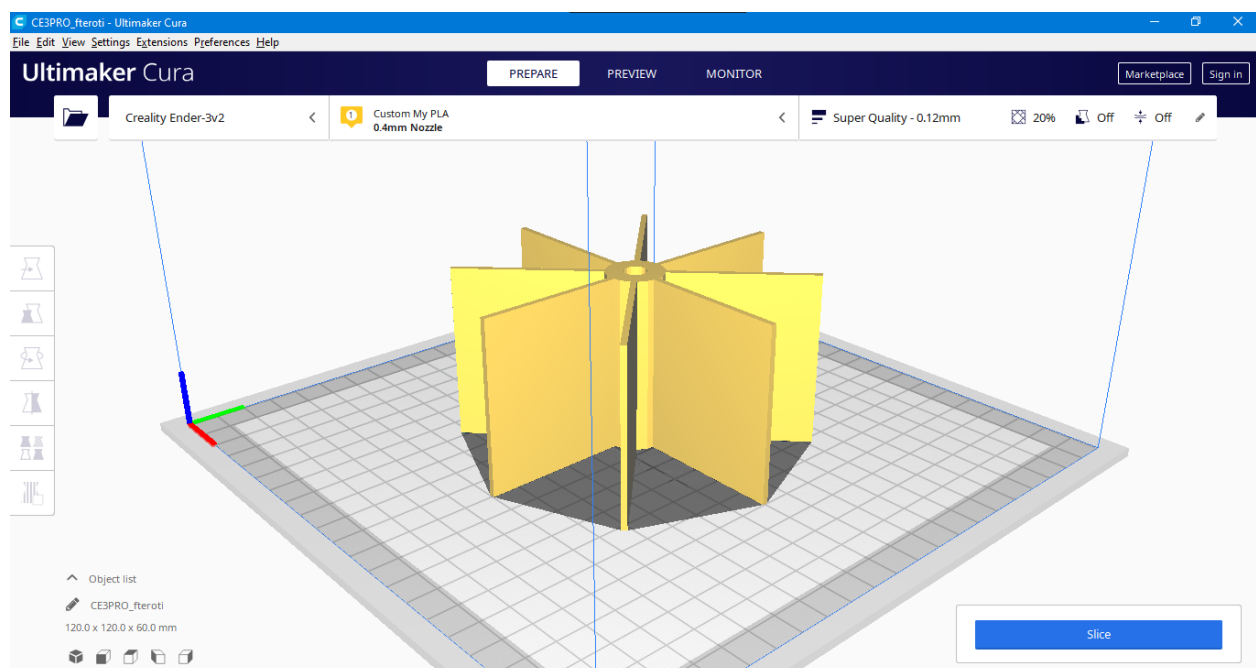 CE3PRO_fteroti - Ultimaker Cura
File Edit View Settings Extensions Preferences Help
Ultimaker Cura
PREPARE PREVIEW MONITOR
Marketplace Sign in
Creality Ender-3v2
1
Custom My PLA
0.4mm Nozzle
Super Quality - 0.12mm
20%
Off
Off
Object list
CE3PRO_fteroti
120.0 x 120.0 x 60.0 mm
Slice